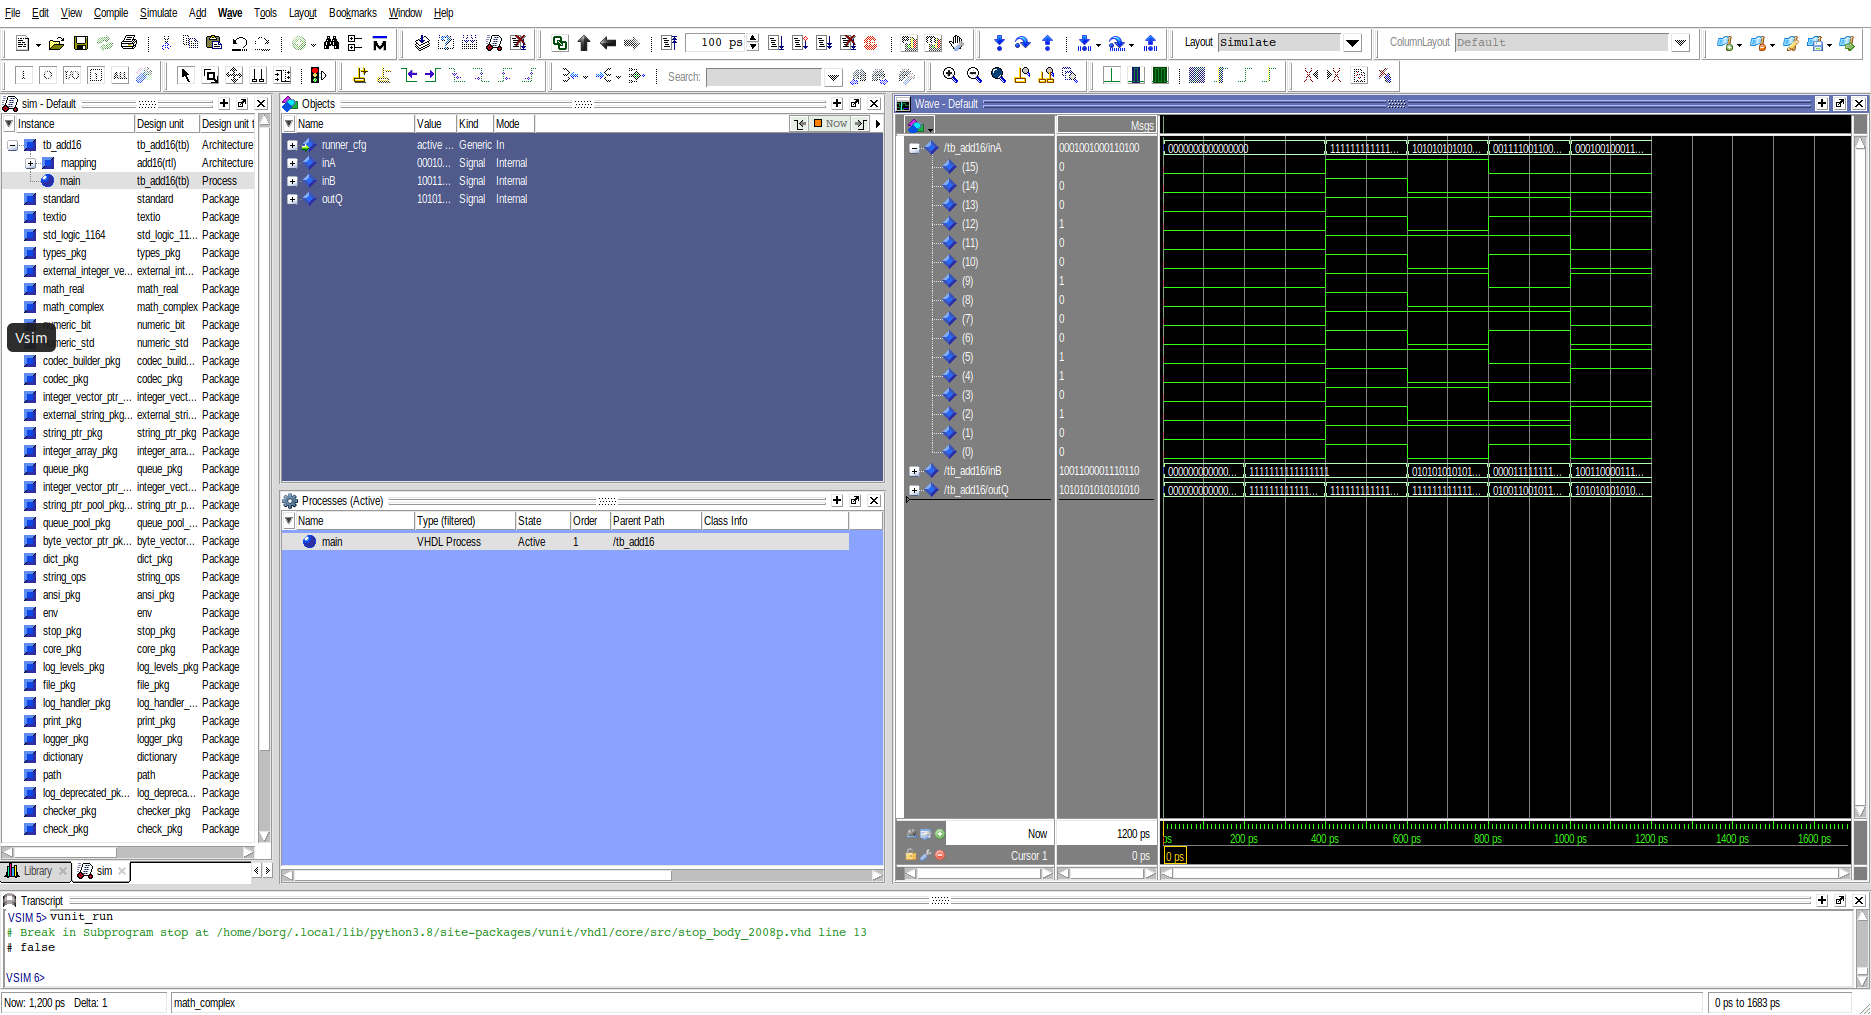 File Edit View Compile Simulate Add Wave Tools Layout Bookmarks Window Help
100 ps
Layout Simulate
ColumnLayout Default
Search:
sim - Default
Instance Design unit Design unit t
tb_add16 tb_add16(tb) Architecture
mapping add16(rtl) Architecture
main tb_add16(tb) Process
standard standard Package
textio textio Package
std_logic_1164 std_logic_11... Package
types_pkg types_pkg Package
external_integer_ve... external_int... Package
math_real math_real Package
math_complex math_complex Package
numeric_bit numeric_bit Package
Vsim
meric_std numeric_std Package
codec_builder_pkg codec_build... Package
codec_pkg codec_pkg Package
integer_vector_ptr_... integer_vect... Package
external_string_pkg... external_stri... Package
string_ptr_pkg string_ptr_pkg Package
integer_array_pkg integer_arra... Package
queue_pkg queue_pkg Package
integer_vector_ptr_... integer_vect... Package
string_ptr_pool_pkg... string_ptr_p... Package
queue_pool_pkg queue_pool_... Package
byte_vector_ptr_pk... byte_vector... Package
dict_pkg dict_pkg Package
string_ops string_ops Package
ansi_pkg ansi_pkg Package
env env Package
stop_pkg stop_pkg Package
core_pkg core_pkg Package
log_levels_pkg log_levels_pkg Package
file_pkg file_pkg Package
log_handler_pkg log_handler_... Package
print_pkg print_pkg Package
logger_pkg logger_pkg Package
dictionary dictionary Package
path path Package
log_deprecated_pk... log_depreca... Package
checker_pkg checker_pkg Package
check_pkg check_pkg Package
Library sim
Objects
Name Value Kind Mode
Now
runner_cfg active ... Generic In
inA 00010... Signal Internal
inB 10011... Signal Internal
outQ 10101... Signal Internal
Processes (Active)
Name Type (filtered) State Order Parent Path Class Info
main VHDL Process Active 1 /tb_add16
Wave - Default
Msgs
/tb_add16/inA 0001001000110100 0000000000000000 111111111111... 101010101010... 001111001100... 000100100011...
(15) 0
(14) 0
(13) 0
(12) 1
(11) 0
(10) 0
(9) 1
(8) 0
(7) 0
(6) 0
(5) 1
(4) 1
(3) 0
(2) 1
(1) 0
(0) 0
/tb_add16/inB 1001100001110110 000000000000... 1111111111111111 010101010101... 000011111111... 100110000111...
/tb_add16/outQ 1010101010101010 000000000000... 111111111111... 111111111111... 111111111111... 010011001011... 101010101010...
Now 1200 ps
ps 200 ps 400 ps 600 ps 800 ps 1000 ps 1200 ps 1400 ps 1600 ps
Cursor 1 0 ps
0 ps
Transcript
VSIM 5> vunit_run
# Break in Subprogram stop at /home/borg/.local/lib/python3.8/site-packages/vunit/vhdl/core/src/stop_body_2008p.vhd line 13
# false
VSIM 6>
Now: 1,200 ps Delta: 1 math_complex 0 ps to 1683 ps